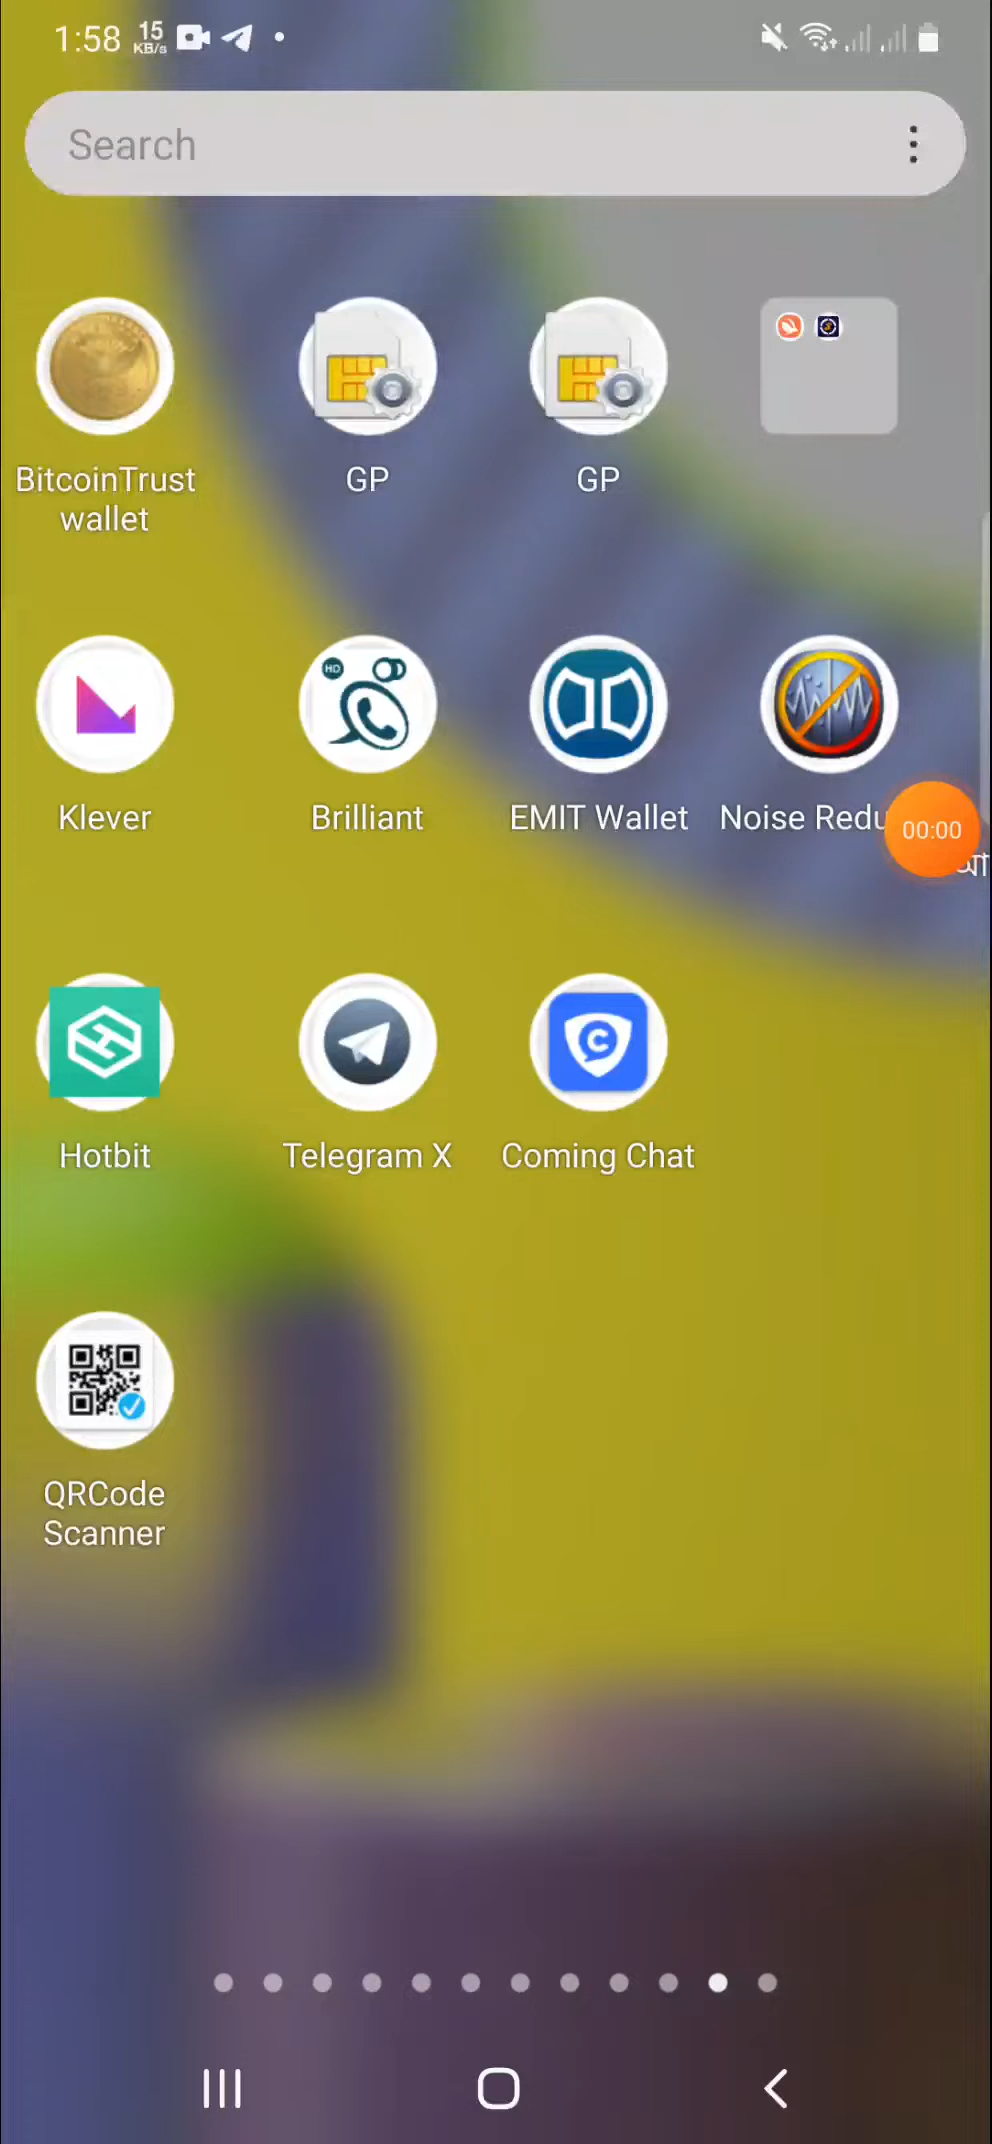 1:58
15
KB/s
Search
BitcoinTrust
wallet
GP
GP
Klever
Brilliant
EMIT Wallet
Noise Redu
00:00
HD
Hotbit
Telegram X
Coming Chat
QRCode
Scanner